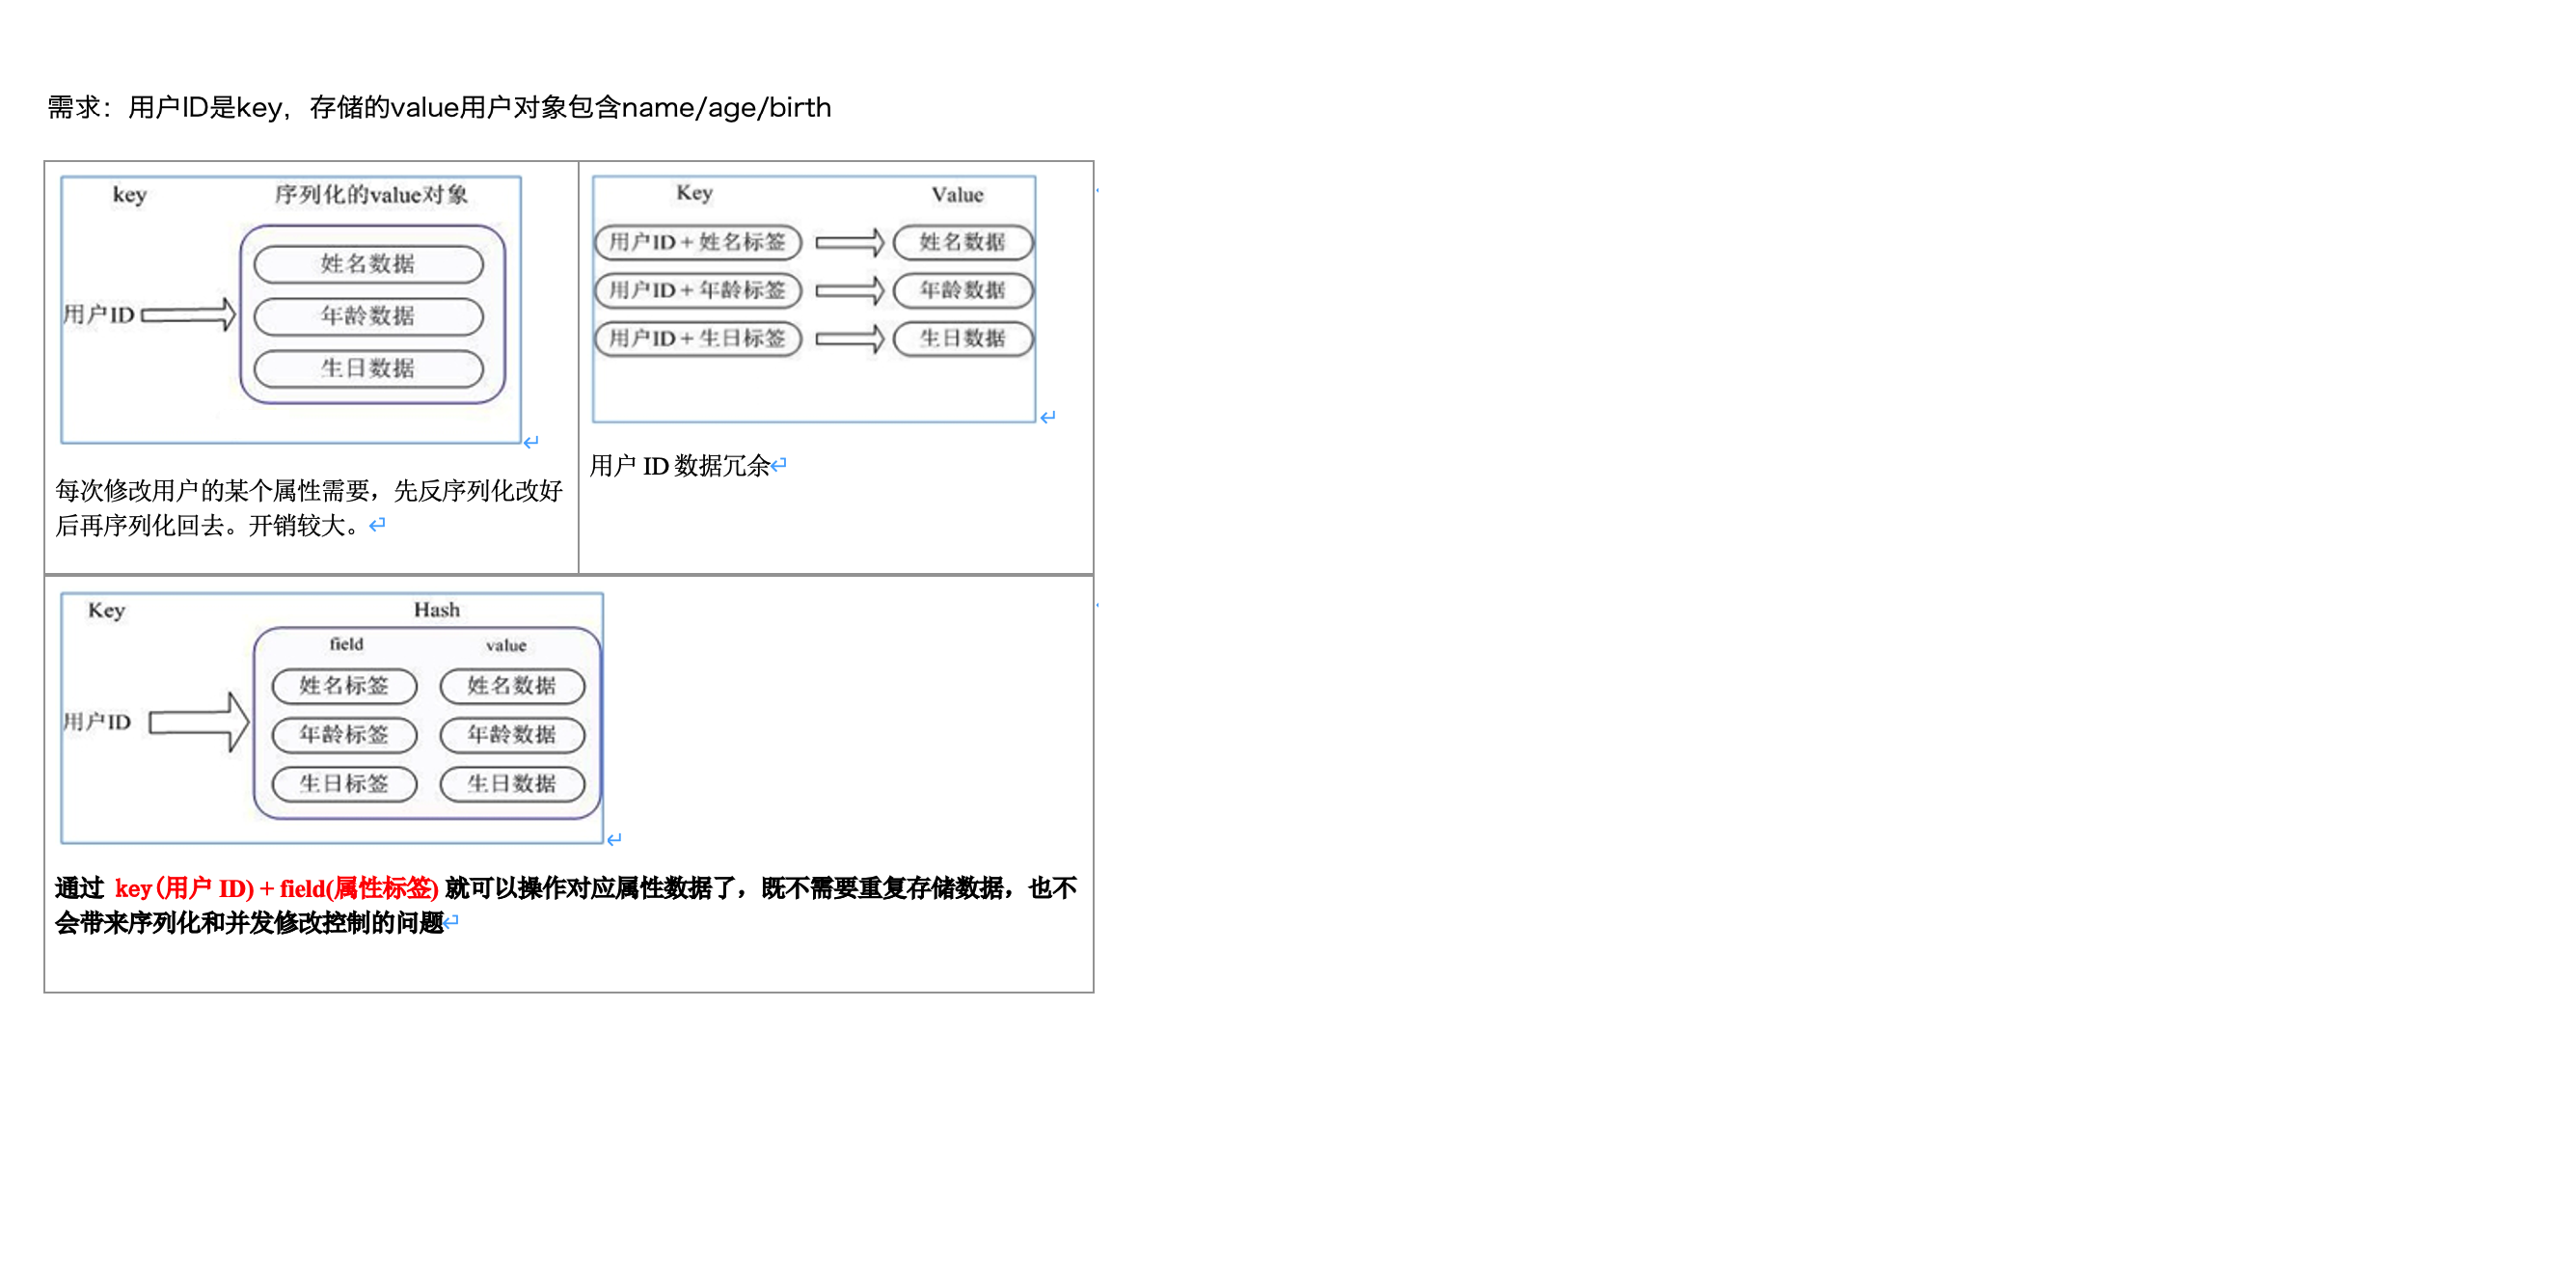 需求：用户ID是key，存储的value用户对象包含name/age/birth
key 序列化的value对象
姓名数据
用户ID
年龄数据
生日数据
每次修改用户的某个属性需要，先反序列化改好
后再序列化回去。开销较大。
Key Value
用户ID + 姓名标签 姓名数据
用户ID + 年龄标签 年龄数据
用户ID + 生日标签 生日数据
用户 ID 数据冗余
Key Hash
field value
姓名标签 姓名数据
用户ID
年龄标签 年龄数据
生日标签 生日数据
通过 key(用户 ID) + field(属性标签) 就可以操作对应属性数据了，既不需要重复存储数据，也不
会带来序列化和并发修改控制的问题